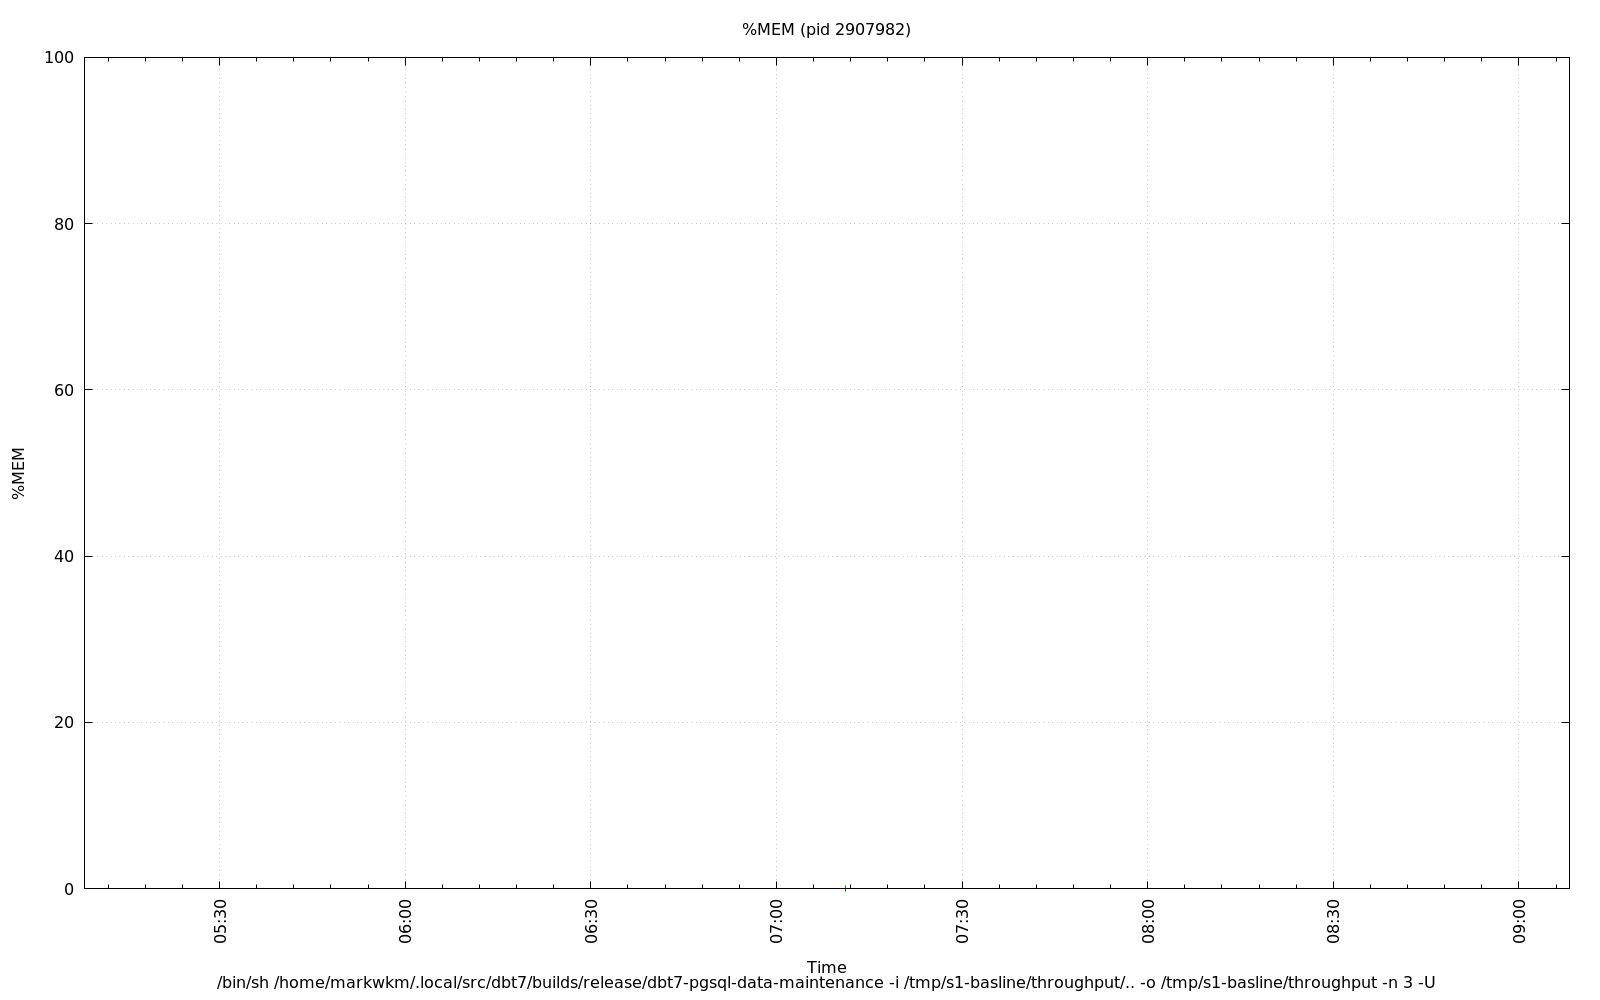 %MEM (pid 2907982)
100
80
60
40
20
0
%MEM
05:30 06:00 06:30 07:00 07:30 08:00 08:30 09:00
Time
/bin/sh /home/markwkm/.local/src/dbt7/builds/release/dbt7-pgsql-data-maintenance -i /tmp/s1-basline/throughput/.. -o /tmp/s1-basline/throughput -n 3 -U